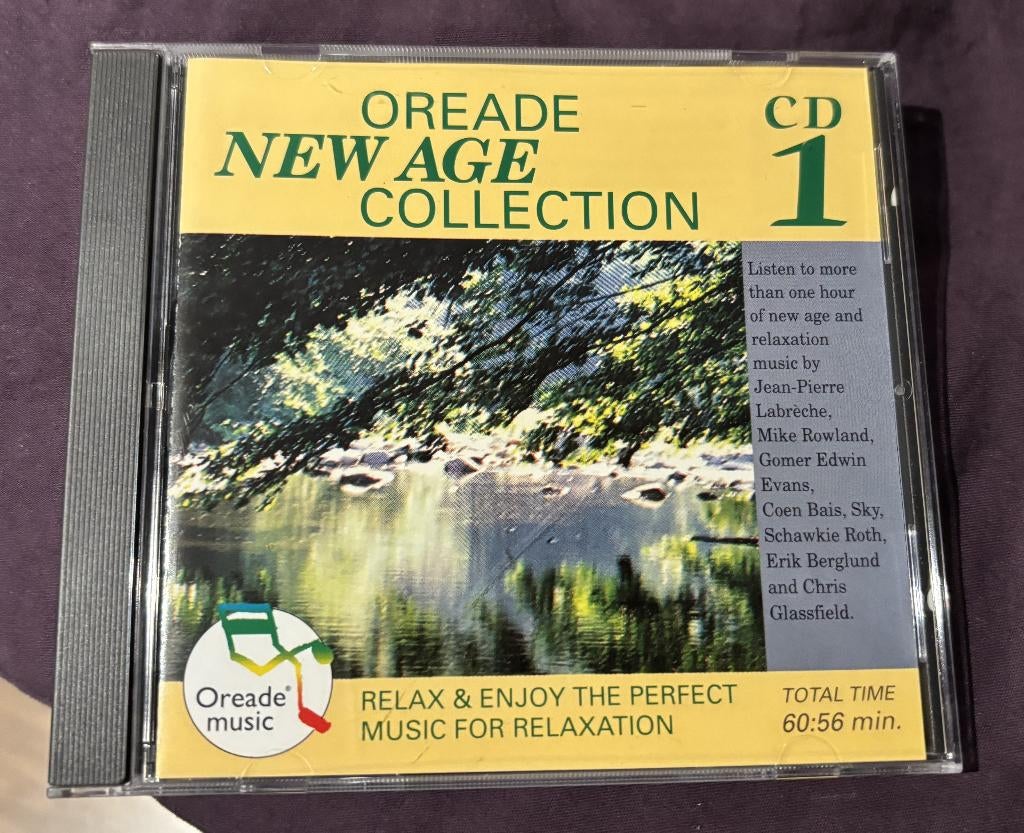 OREADE
NEW AGE
COLLECTION
CD
1
Listen to more
than one hour
of new age and
relaxation
music by
Jean-Pierre
Labrèche,
Mike Rowland,
Gomer Edwin
Evans,
Coen Bais, Sky,
Schawkie Roth,
Erik Berglund
and Chris
Glassfield.
Oreade®
music
RELAX & ENJOY THE PERFECT
MUSIC FOR RELAXATION
TOTAL TIME
60:56 min.